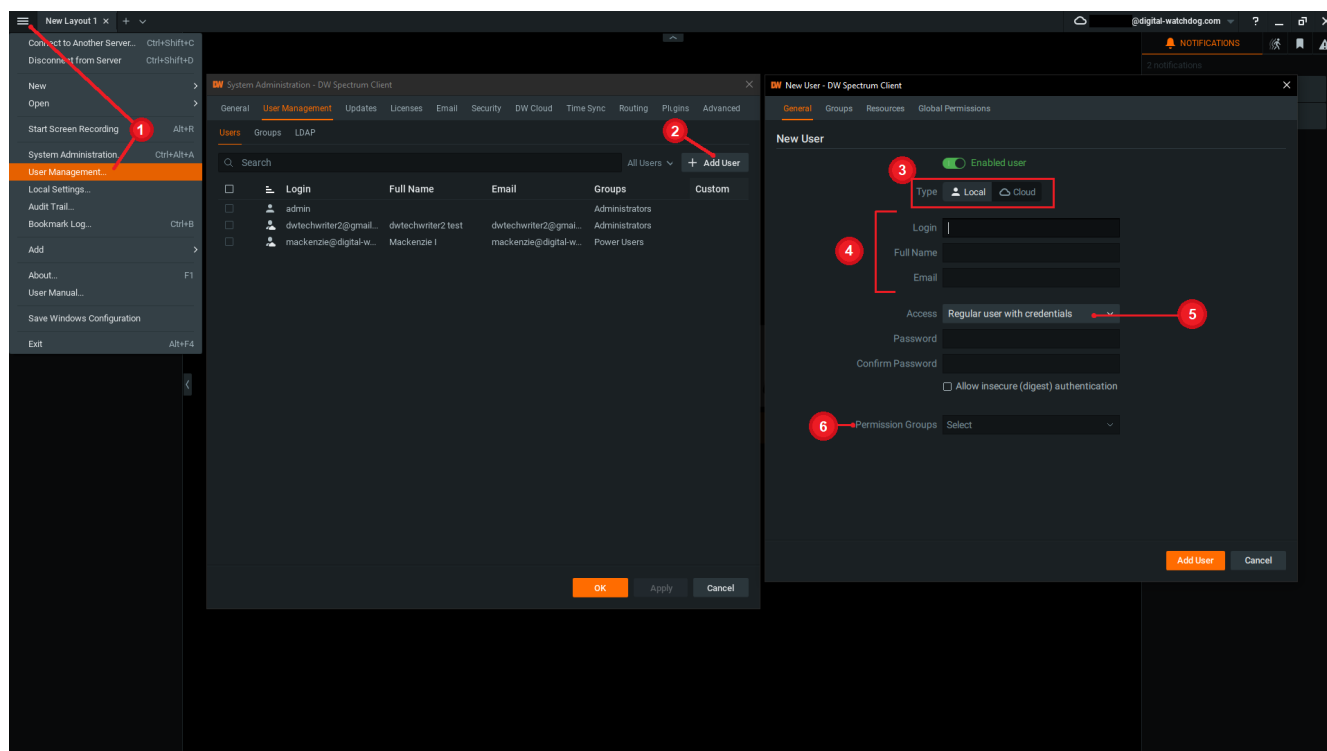 New Layout 1 × + 
@digital-watchdog.com ?
Connect to Another Server... Ctrl+Shift+C
Disconnect from Server Ctrl+Shift+D
New
Open
Start Screen Recording Alt+R
System Administration... Ctrl+Alt+A
User Management...
Local Settings...
Audit Trail...
Bookmark Log... Ctrl+B
Add
About... F1
User Manual...
Save Windows Configuration
Exit Alt+F4
1
DW System Administration - DW Spectrum Client
General User Management Updates Licenses Email Security DW Cloud Time Sync Routing Plugins Advanced
Users Groups LDAP
2
Search All Users + Add User
Login Full Name Email Groups Custom
admin Administrators
dwtechwriter2@gmail... dwtechwriter2 test dwtechwriter2@gmai... Administrators
mackenzie@digital-w... Mackenzie I mackenzie@digital-w... Power Users
OK Apply Cancel
DW New User - DW Spectrum Client
General Groups Resources Global Permissions
New User
Enabled user
3
Type Local Cloud
4
Login
Full Name
Email
Access Regular user with credentials
5
Password
Confirm Password
Allow insecure (digest) authentication
6
Permission Groups Select
Add User Cancel
NOTIFICATIONS
2 notifications